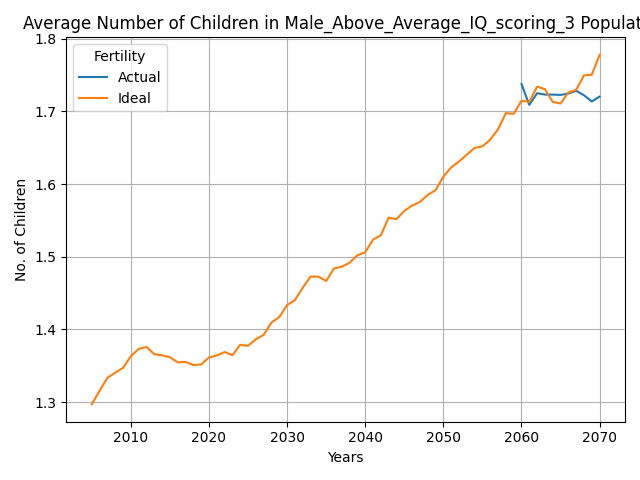 Average Number of Children in Male_Above_Average_IQ_scoring_3 Populat
1.8
1.7
1.6
1.5
1.4
1.3
No. of Children
Fertility
Actual
Ideal
2010 2020 2030 2040 2050 2060 2070
Years